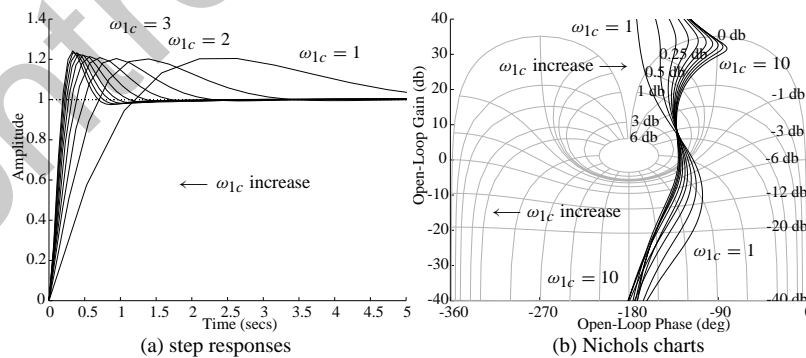 ontro
1.4
1.2
1
0.8
0.6
0.4
0.2
0
Amplitude
ω1c = 3
ω1c = 2
ω1c = 1
← ω1c increase
0 0.5 1 1.5 2 2.5 3 3.5 4 4.5 5
Time (secs)
(a) step responses
40
30
20
10
0
-10
-20
-30
-40
Open-Loop Gain (db)
ω1c = 1
0 db
0.25 db
0.5 db
ω1c = 10
ω1c increase →
1 db
-1 db
3 db
-3 db
6 db
-6 db
-12 db
← ω1c increase
-20 db
ω1c = 1
ω1c = 10
-40 db
-360 -270 -180 -90 0
Open-Loop Phase (deg)
(b) Nichols charts